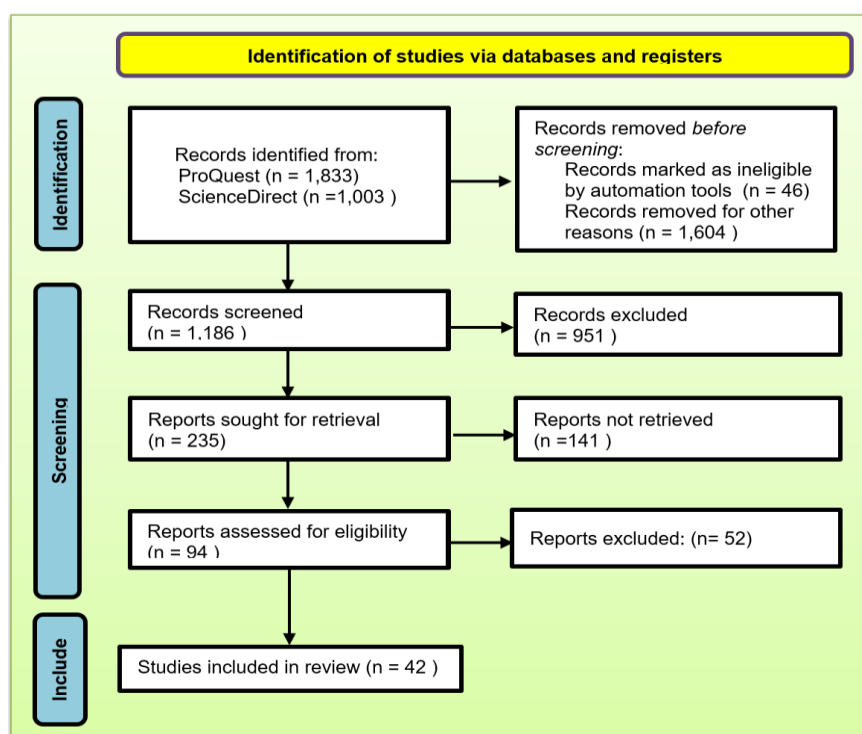 Identification of studies via databases and registers
Identification
Records identified from:
ProQuest (n = 1,833)
ScienceDirect (n =1,003 )
Records removed before
screening:
Records marked as ineligible
by automation tools (n = 46)
Records removed for other
reasons (n = 1,604 )
Screening
Records screened
(n = 1,186 )
Records excluded
(n = 951 )
Reports sought for retrieval
(n = 235)
Reports not retrieved
(n =141 )
Reports assessed for eligibility
(n = 94 )
Reports excluded: (n= 52)
Include
Studies included in review (n = 42 )